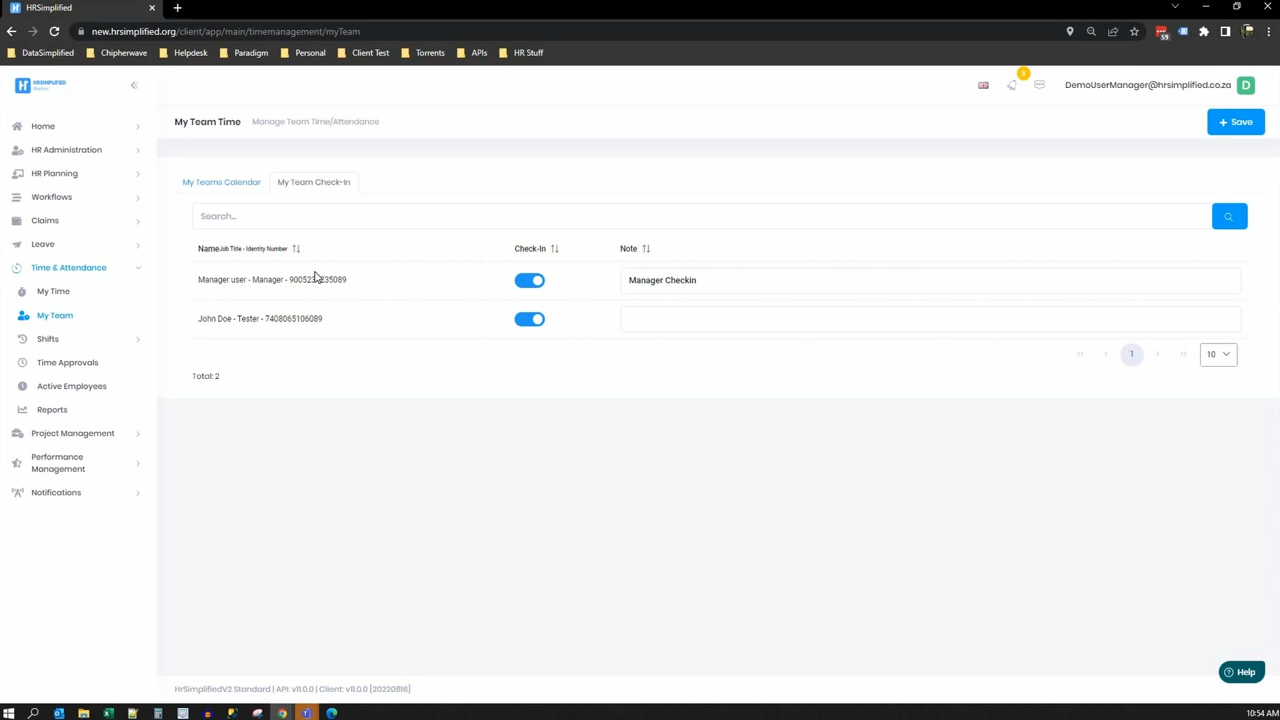 HRSimplified
new.hrsimplified.org/client/app/main/timemanagement/myTeam
59
DataSimplified
Chipherwave
Helpdesk
Paradigm
Personal
Client Test
Torrents
APIs
HR Stuff
H
HRSIMPLIFIED
3
DemoUserManager@hrsimplified.co.za
D
Home
HR Administration
HR Planning
Workflows
Claims
Leave
Time & Attendance
My Time
My Team
Shifts
Time Approvals
Active Employees
Reports
Project Management
Performance
Management
Notifications
My Team Time
Manage Team Time/Attendance
+ Save
My Teams Calendar
My Team Check-In
Search...
Name Job Title - Identity Number
Check-In
Note
Manager user - Manager -
Manager Checkin
John Doe - Tester - 7408065106089
1
10
Total: 2
Help
HrSimplifiedV2 Standard | API: v11.0.0 | Client: v11.0.0 [20220816]
10:54 AM